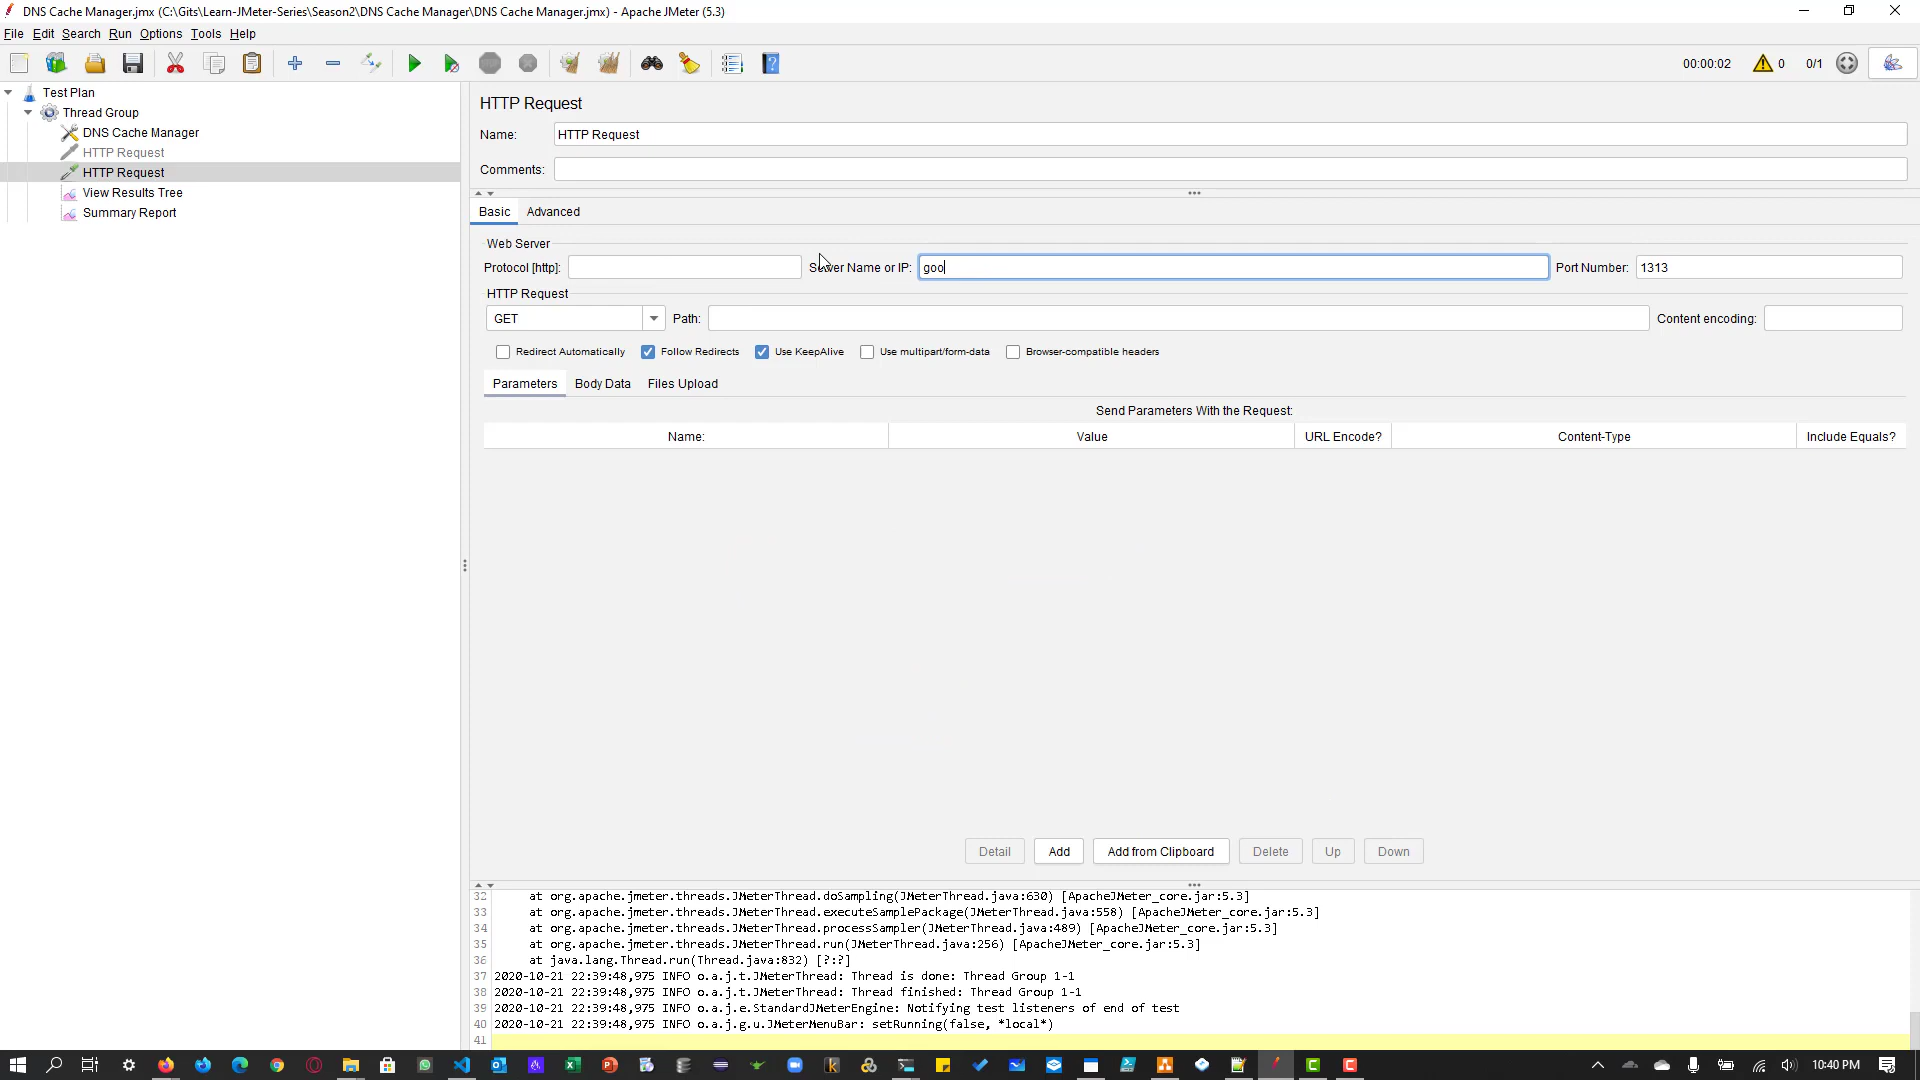 DNS Cache Manager.jmx (C:\Gits\Learn-JMeter-Series\Season2\DNS Cache Manager\DNS Cache Manager.jmx) - Apache JMeter (5.3)
File Edit Search Run Options Tools Help
00:00:02 0 0/1
Test Plan
Thread Group
DNS Cache Manager
HTTP Request
HTTP Request
View Results Tree
Summary Report
HTTP Request
Name: HTTP Request
Comments:
Basic Advanced
Web Server
Protocol [http]: Server Name or IP: goo Port Number: 1313
HTTP Request
GET Path: Content encoding:
Redirect Automatically Follow Redirects Use KeepAlive Use multipart/form-data Browser-compatible headers
Parameters Body Data Files Upload
Send Parameters With the Request:
Name: Value URL Encode? Content-Type Include Equals?
Detail Add Add from Clipboard Delete Up Down
32 at org.apache.jmeter.threads.JMeterThread.doSampling(JMeterThread.java:630) [ApacheJMeter_core.jar:5.3]
33 at org.apache.jmeter.threads.JMeterThread.executeSamplePackage(JMeterThread.java:558) [ApacheJMeter_core.jar:5.3]
34 at org.apache.jmeter.threads.JMeterThread.processSampler(JMeterThread.java:489) [ApacheJMeter_core.jar:5.3]
35 at org.apache.jmeter.threads.JMeterThread.run(JMeterThread.java:256) [ApacheJMeter_core.jar:5.3]
36 at java.lang.Thread.run(Thread.java:832) [?:?]
37 2020-10-21 22:39:48,975 INFO o.a.j.t.JMeterThread: Thread is done: Thread Group 1-1
38 2020-10-21 22:39:48,975 INFO o.a.j.t.JMeterThread: Thread finished: Thread Group 1-1
39 2020-10-21 22:39:48,975 INFO o.a.j.e.StandardJMeterEngine: Notifying test listeners of end of test
40 2020-10-21 22:39:48,975 INFO o.a.j.g.u.JMeterMenuBar: setRunning(false, *local*)
41
10:40 PM